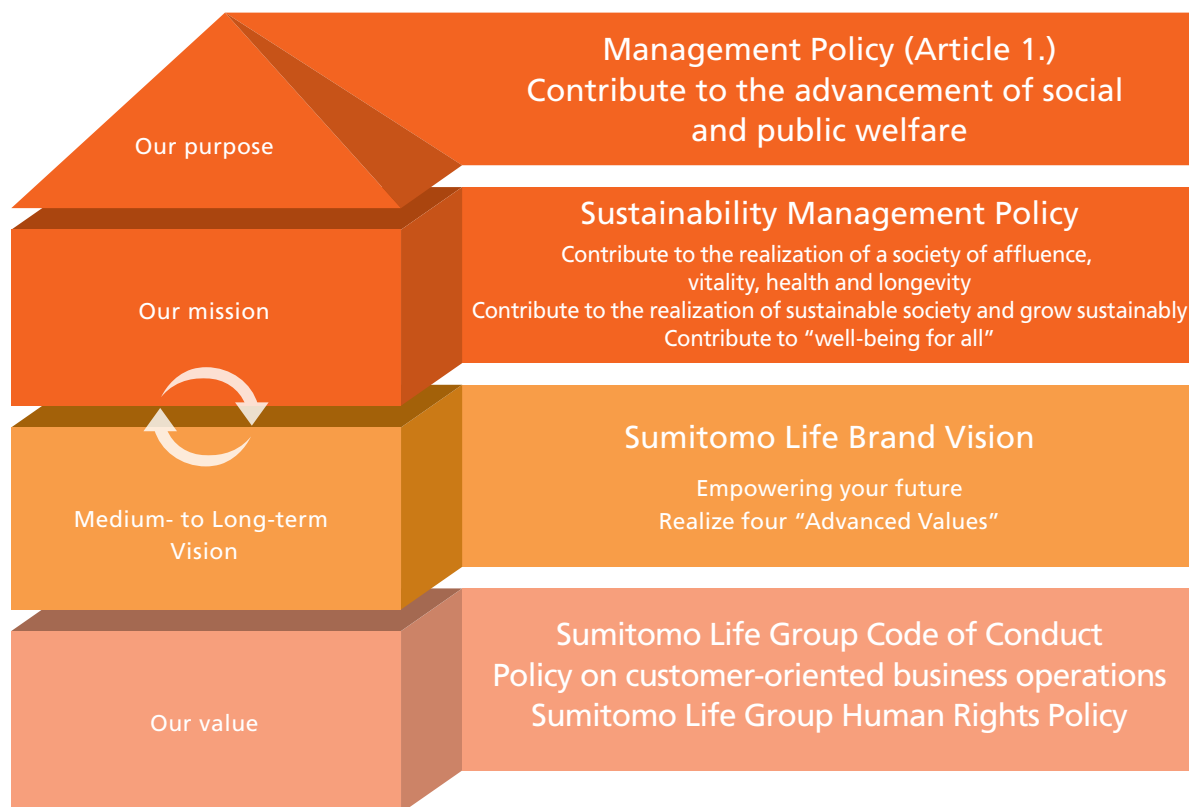 Our purpose
Management Policy (Article 1.)
Contribute to the advancement of social
and public welfare
Our mission
Sustainability Management Policy
Contribute to the realization of a society of affluence,
vitality, health and longevity
Contribute to the realization of sustainable society and grow sustainably
Contribute to “well-being for all”
Medium- to Long-term
Vision
Sumitomo Life Brand Vision
Empowering your future
Realize four “Advanced Values”
Our value
Sumitomo Life Group Code of Conduct
Policy on customer-oriented business operations
Sumitomo Life Group Human Rights Policy